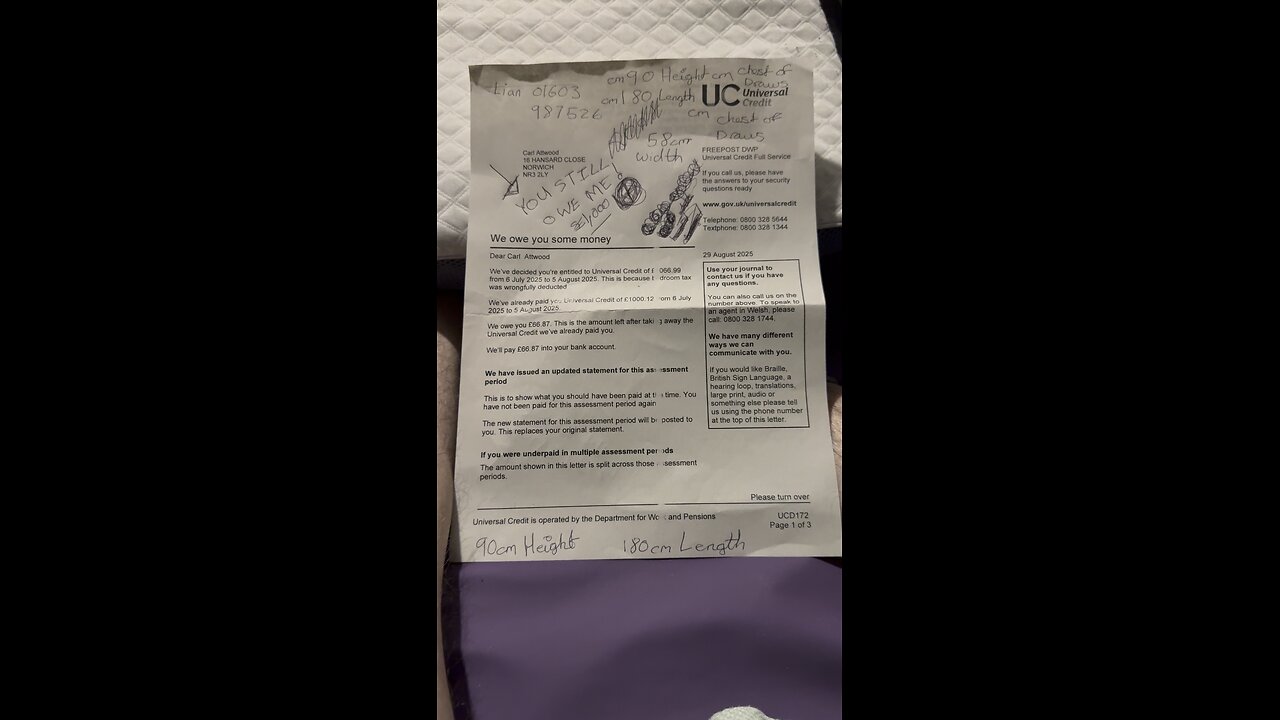 cm90 Height cm chest of
Draws
Lian 01603
987526
cm180 Length
cm chest of
Draws
58cm
width
UC Universal
Credit
Carl Attwood
16 HANSARD CLOSE
NORWICH
NR3 2LY
YOU STILL
OWE ME!
FREEPOST DWP
Universal Credit Full Service
If you call us, please have
the answers to your security
questions ready
www.gov.uk/universalcredit
Telephone: 0800 328 5644
Textphone: 0800 328 1344
We owe you some money
Dear Carl Attwood
29 August 2025
We've decided you're entitled to Universal Credit of £ 066.99
from 6 July 2025 to 5 August 2025. This is because b droom tax
was wrongfully deducted
We've already paid you Universal Credit of £1000.12 om 6 July
2025 to 5 August 2025
We owe you £66.87. This is the amount left after taki g away the
Universal Credit we've already paid you.
We'll pay £66.87 into your bank account.
We have issued an updated statement for this as ssment
period
This is to show what you should have been paid at t time. You
have not been paid for this assessment period again
The new statement for this assessment period will b posted to
you. This replaces your original statement.
If you were underpaid in multiple assessment per ds
The amount shown in this letter is split across those ssessment
periods.
Use your journal to
contact us if you have
any questions.
You can also call us on the
number above. To speak to
an agent in Welsh, please
call: 0800 328 1744.
We have many different
ways we can
communicate with you.
If you would like Braille,
British Sign Language, a
hearing loop, translations,
large print, audio or
something else please tell
us using the phone number
at the top of this letter.
Please turn over
Universal Credit is operated by the Department for Wo and Pensions
UCD172
Page 1 of 3
90cm Height 180cm Length